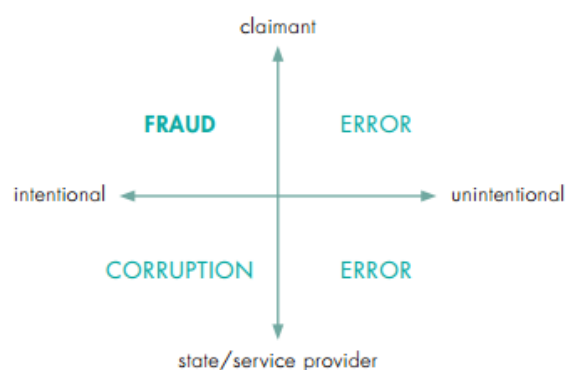 claimant
FRAUD ERROR
intentional unintentional
CORRUPTION ERROR
state/service provider